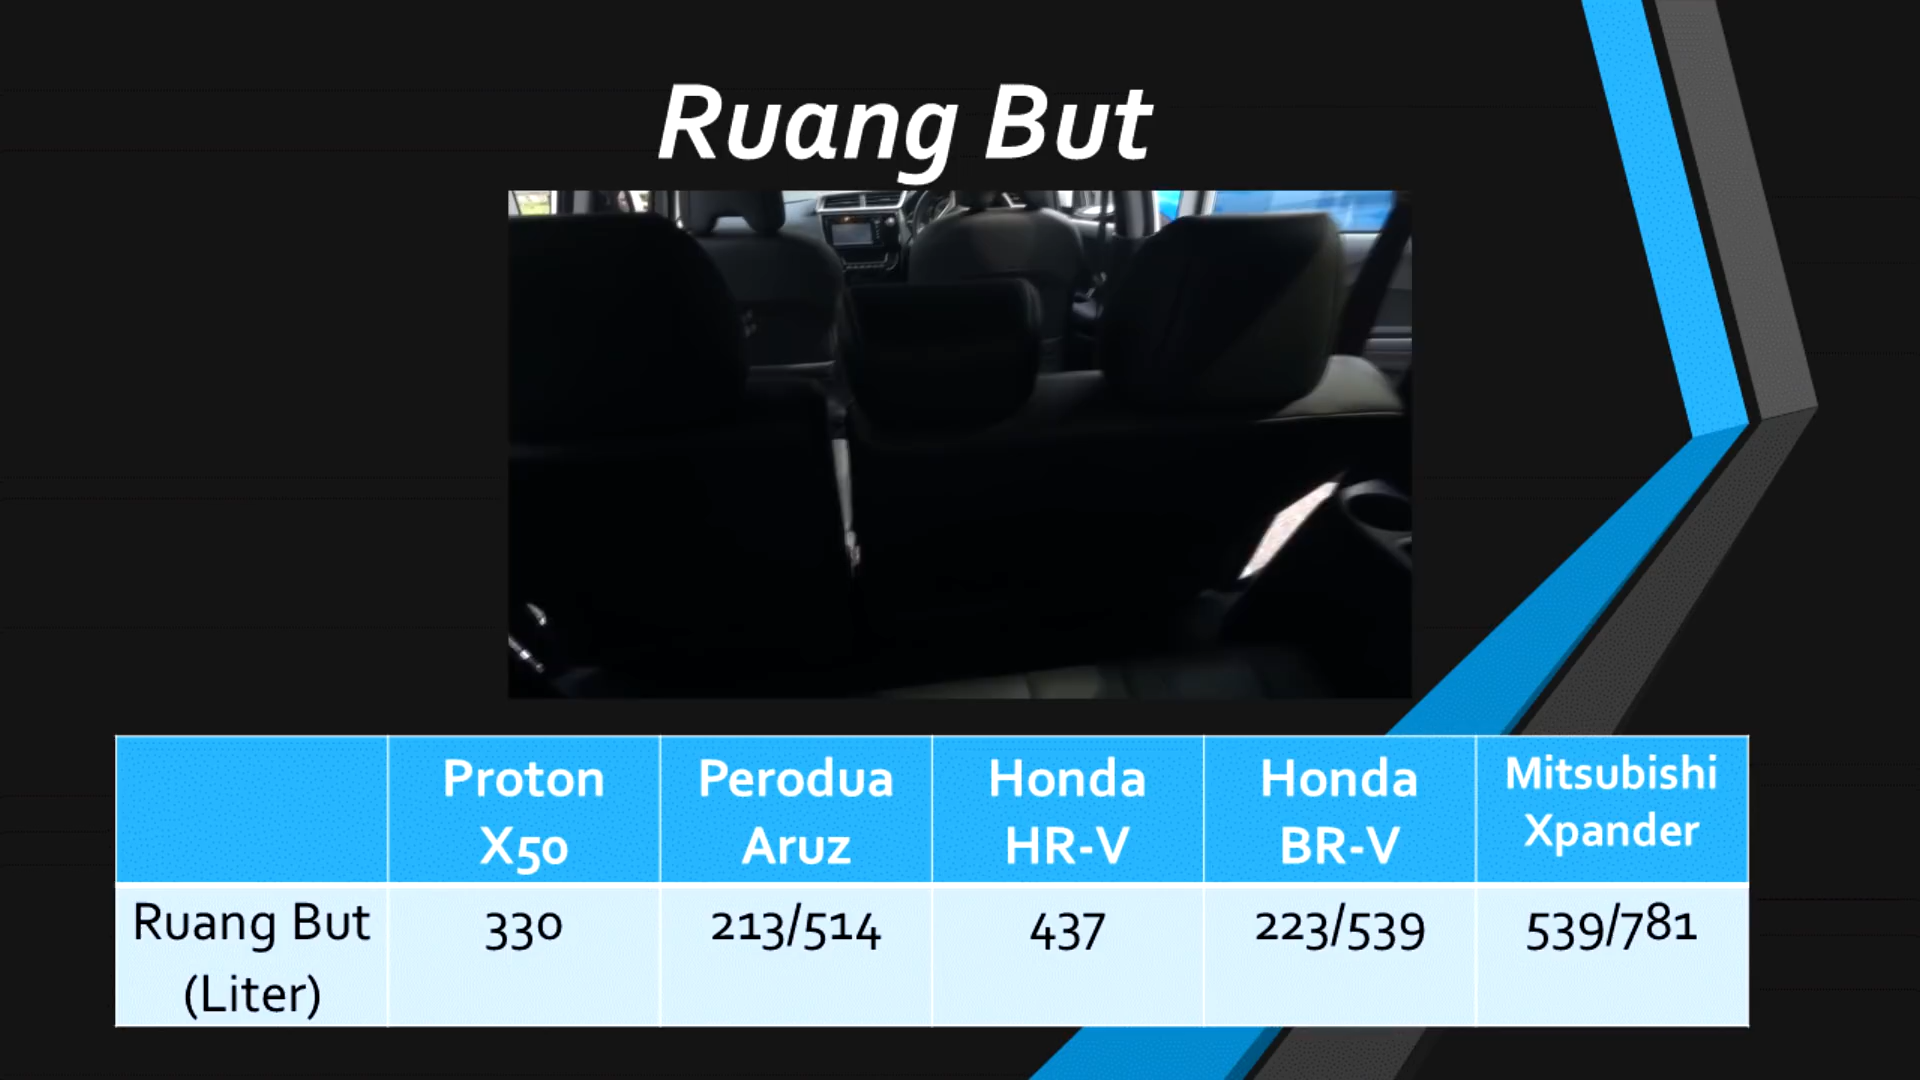 Ruang But
Proton X50
Perodua Aruz
Honda HR-V
Honda BR-V
Mitsubishi Xpander
Ruang But (Liter)
330
213/514
437
223/539
539/781